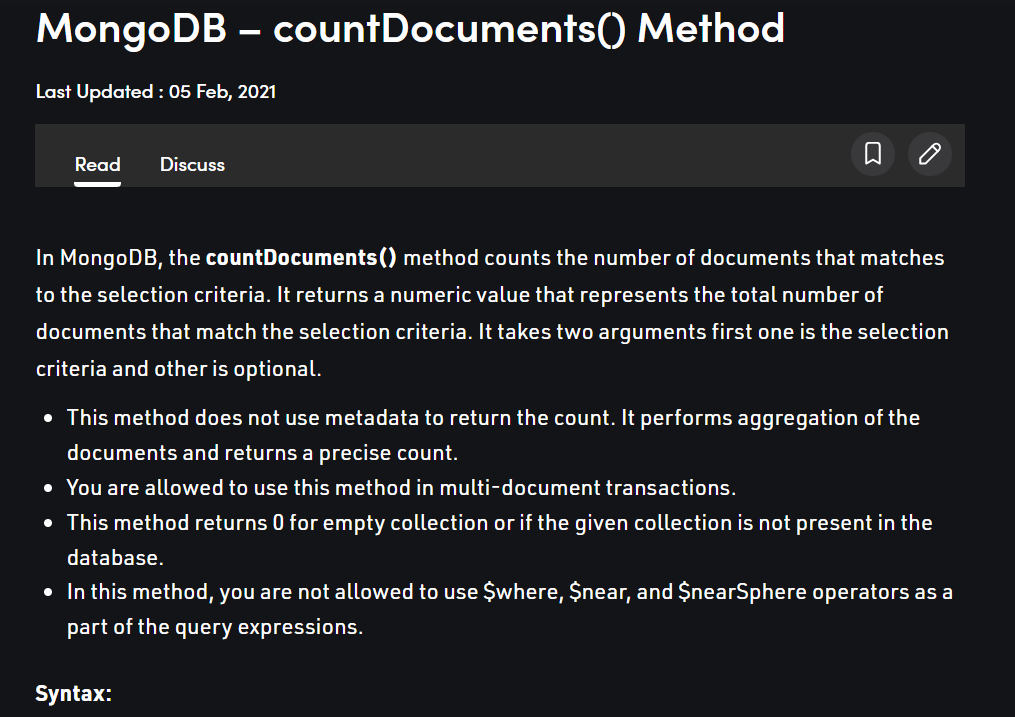 MongoDB – countDocuments() Method
Last Updated : 05 Feb, 2021
Read Discuss
In MongoDB, the countDocuments() method counts the number of documents that matches
to the selection criteria. It returns a numeric value that represents the total number of
documents that match the selection criteria. It takes two arguments first one is the selection
criteria and other is optional.
• This method does not use metadata to return the count. It performs aggregation of the
documents and returns a precise count.
• You are allowed to use this method in multi-document transactions.
• This method returns 0 for empty collection or if the given collection is not present in the
database.
• In this method, you are not allowed to use $where, $near, and $nearSphere operators as a
part of the query expressions.
Syntax: